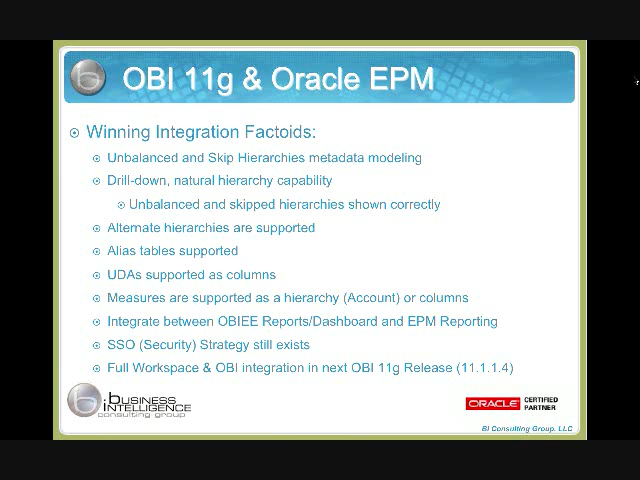 OBI 11g & Oracle EPM
Winning Integration Factoids:
Unbalanced and Skip Hierarchies metadata modeling
Drill-down, natural hierarchy capability
Unbalanced and skipped hierarchies shown correctly
Alternate hierarchies are supported
Alias tables supported
UDAs supported as columns
Measures are supported as a hierarchy (Account) or columns
Integrate between OBIEE Reports/Dashboard and EPM Reporting
SSO (Security) Strategy still exists
Full Workspace & OBI integration in next OBI 11g Release (11.1.1.4)
BUSINESS
INTELLIGENCE
consulting group
ORACLE CERTIFIED
PARTNER
BI Consulting Group. LLC